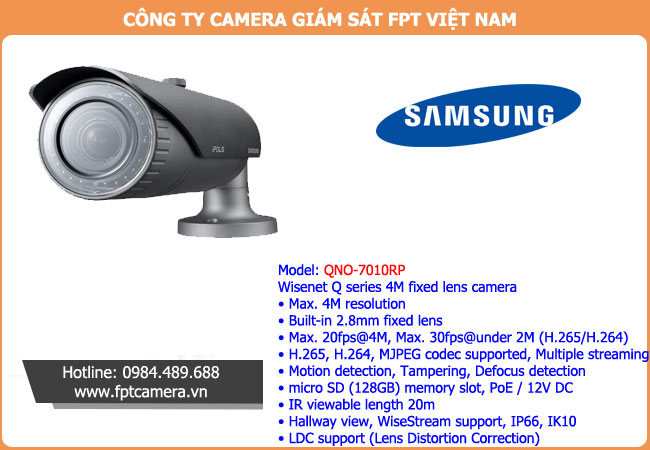 CÔNG TY CAMERA GIÁM SÁT FPT VIỆT NAM
iPOLiS
SAMSUNG
SAMSUNG
Model: QNO-7010RP
Wisenet Q series 4M fixed lens camera
• Max. 4M resolution
• Built-in 2.8mm fixed lens
• Max. 20fps@4M, Max. 30fps@under 2M (H.265/H.264)
• H.265, H.264, MJPEG codec supported, Multiple streaming
• Motion detection, Tampering, Defocus detection
• micro SD (128GB) memory slot, PoE / 12V DC
• IR viewable length 20m
• Hallway view, WiseStream support, IP66, IK10
• LDC support (Lens Distortion Correction)
Hotline: 0984.489.688
www.fptcamera.vn